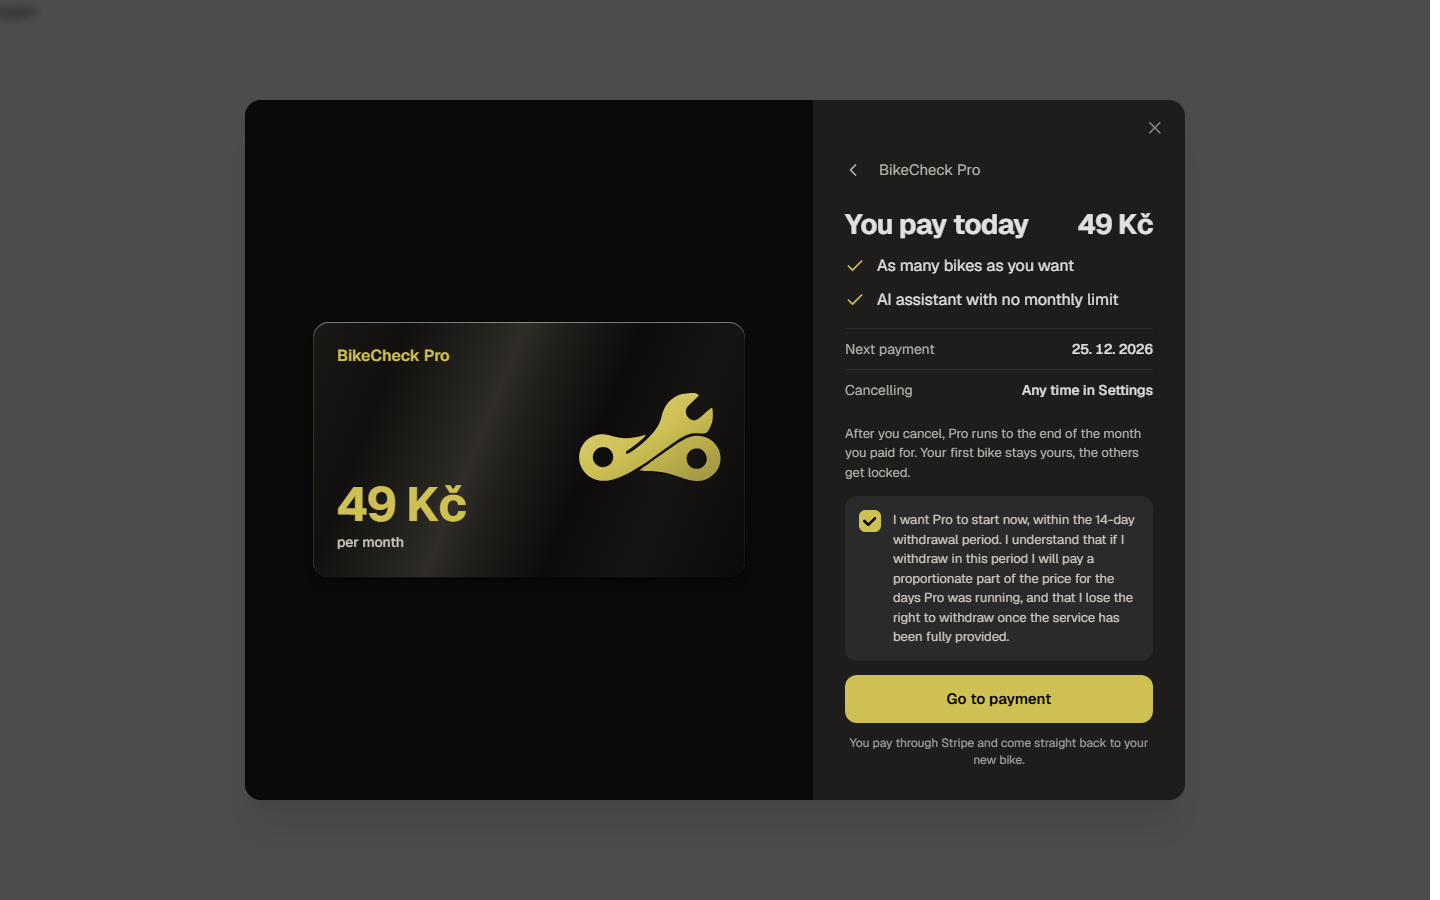 BikeCheck Pro
49 Kč
per month
BikeCheck Pro
You pay today 49 Kč
As many bikes as you want
AI assistant with no monthly limit
Next payment 25. 12. 2026
Cancelling Any time in Settings
After you cancel, Pro runs to the end of the month
you paid for. Your first bike stays yours, the others
get locked.
I want Pro to start now, within the 14-day
withdrawal period. I understand that if I
withdraw in this period I will pay a
proportionate part of the price for the
days Pro was running, and that I lose the
right to withdraw once the service has
been fully provided.
Go to payment
You pay through Stripe and come straight back to your
new bike.